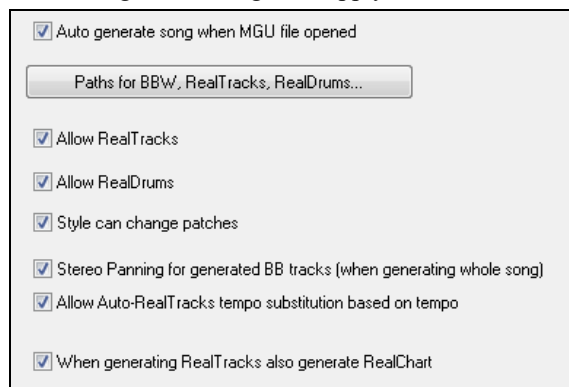 Auto generate song when MGU file opened
Paths for BBW, RealTracks, RealDrums...
Allow RealTracks
Allow RealDrums
Style can change patches
Stereo Panning for generated BB tracks (when generating whole song)
Allow Auto-RealTracks tempo substitution based on tempo
When generating RealTracks also generate RealChart